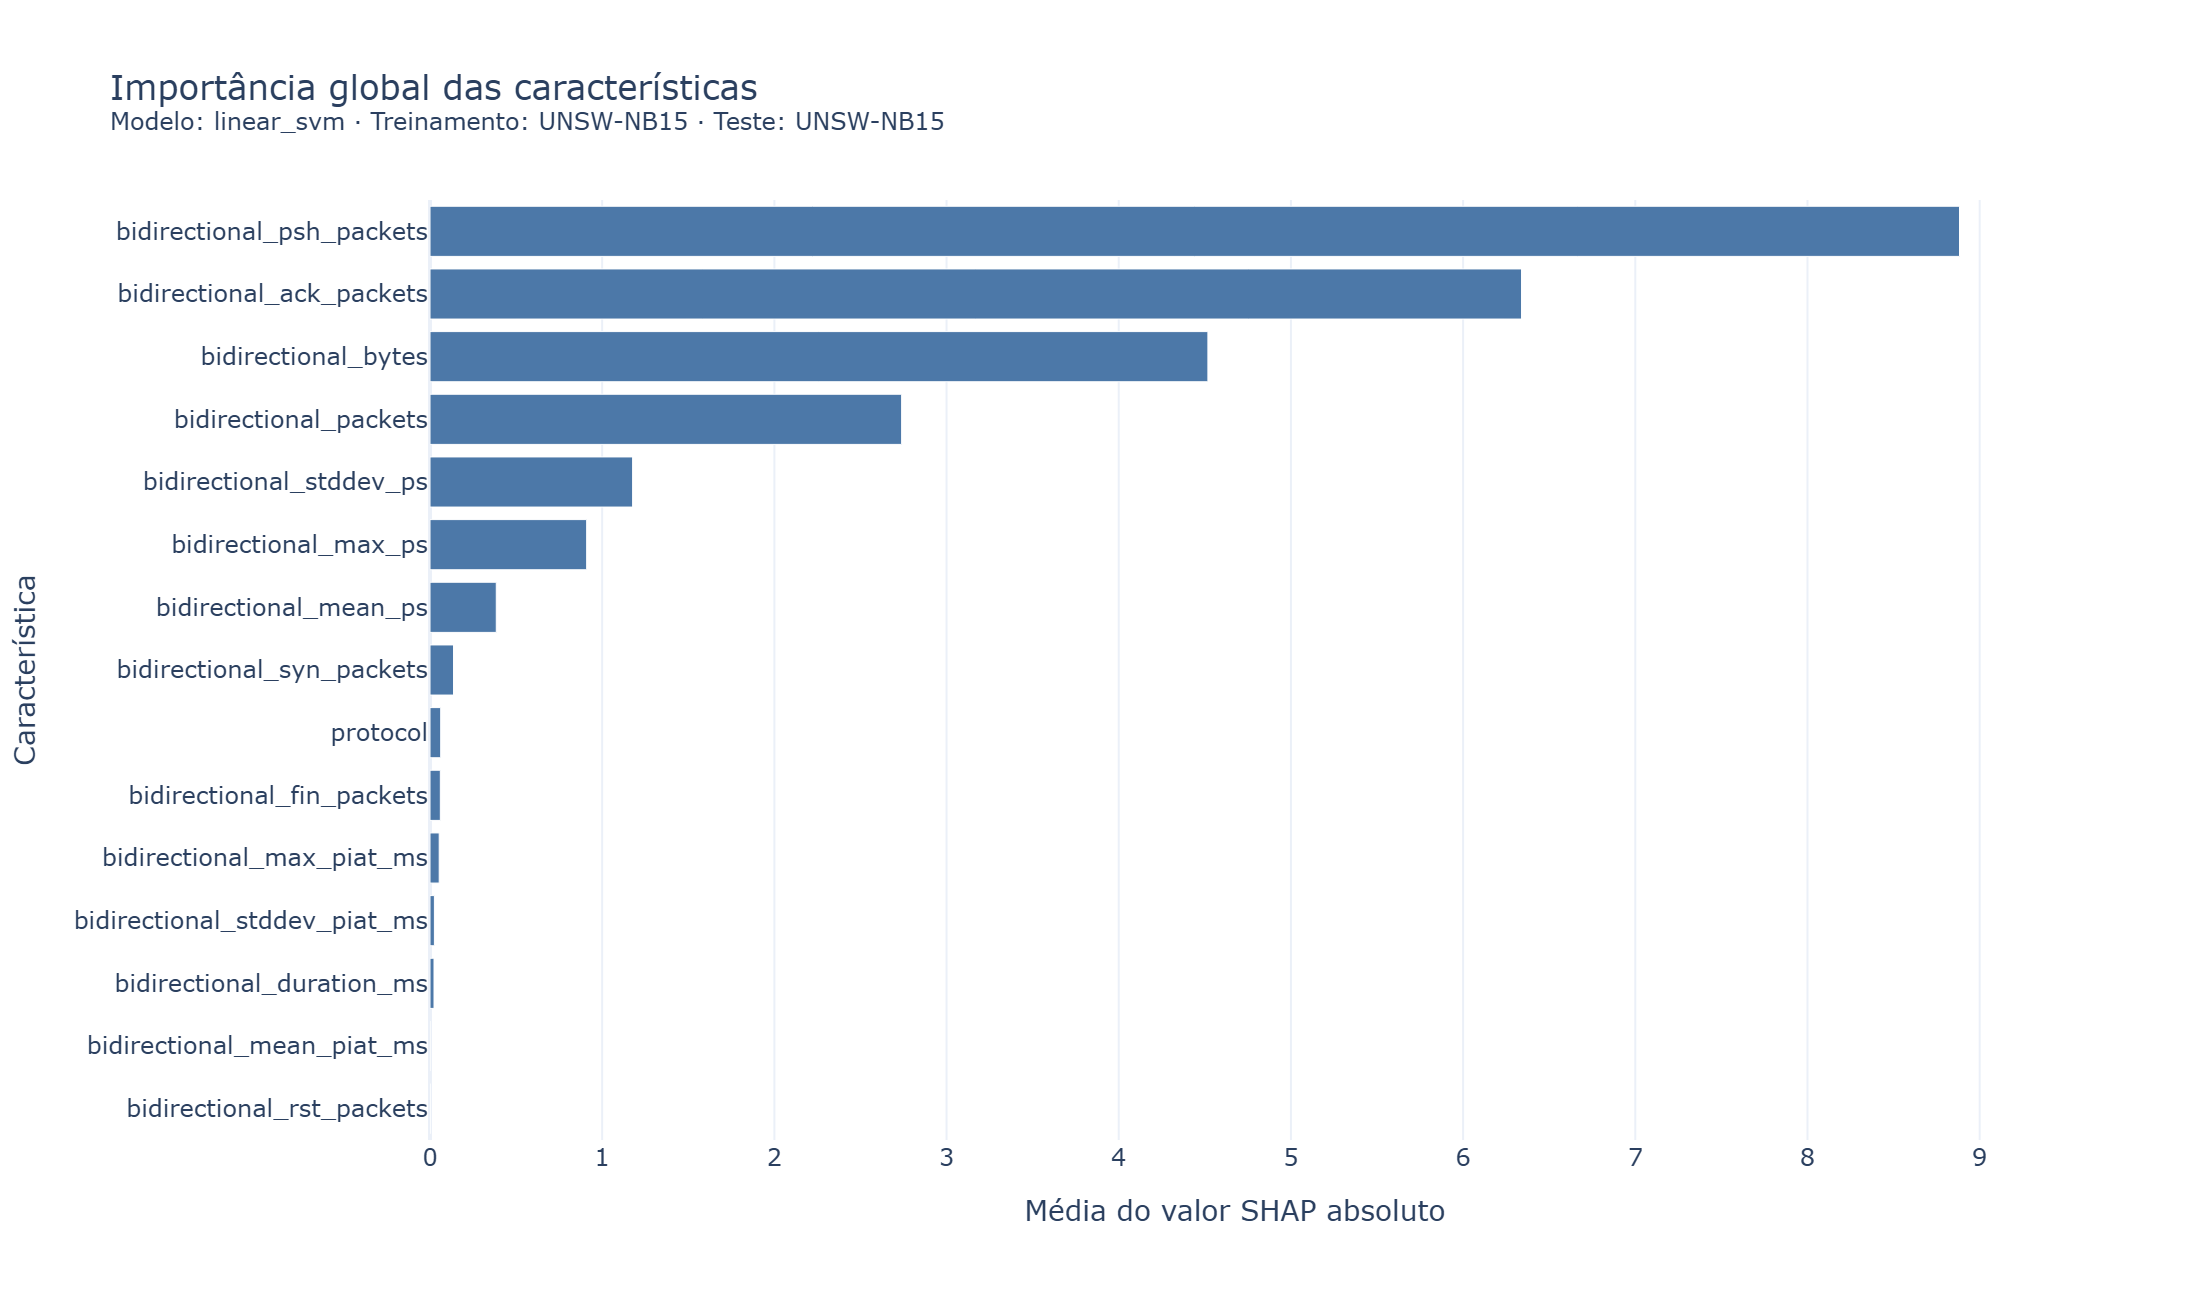 Importância global das características
Modelo: linear_svm · Treinamento: UNSW-NB15 · Teste: UNSW-NB15
Característica
bidirectional_psh_packets
bidirectional_ack_packets
bidirectional_bytes
bidirectional_packets
bidirectional_stddev_ps
bidirectional_max_ps
bidirectional_mean_ps
bidirectional_syn_packets
protocol
bidirectional_fin_packets
bidirectional_max_piat_ms
bidirectional_stddev_piat_ms
bidirectional_duration_ms
bidirectional_mean_piat_ms
bidirectional_rst_packets
0 1 2 3 4 5 6 7 8 9
Média do valor SHAP absoluto